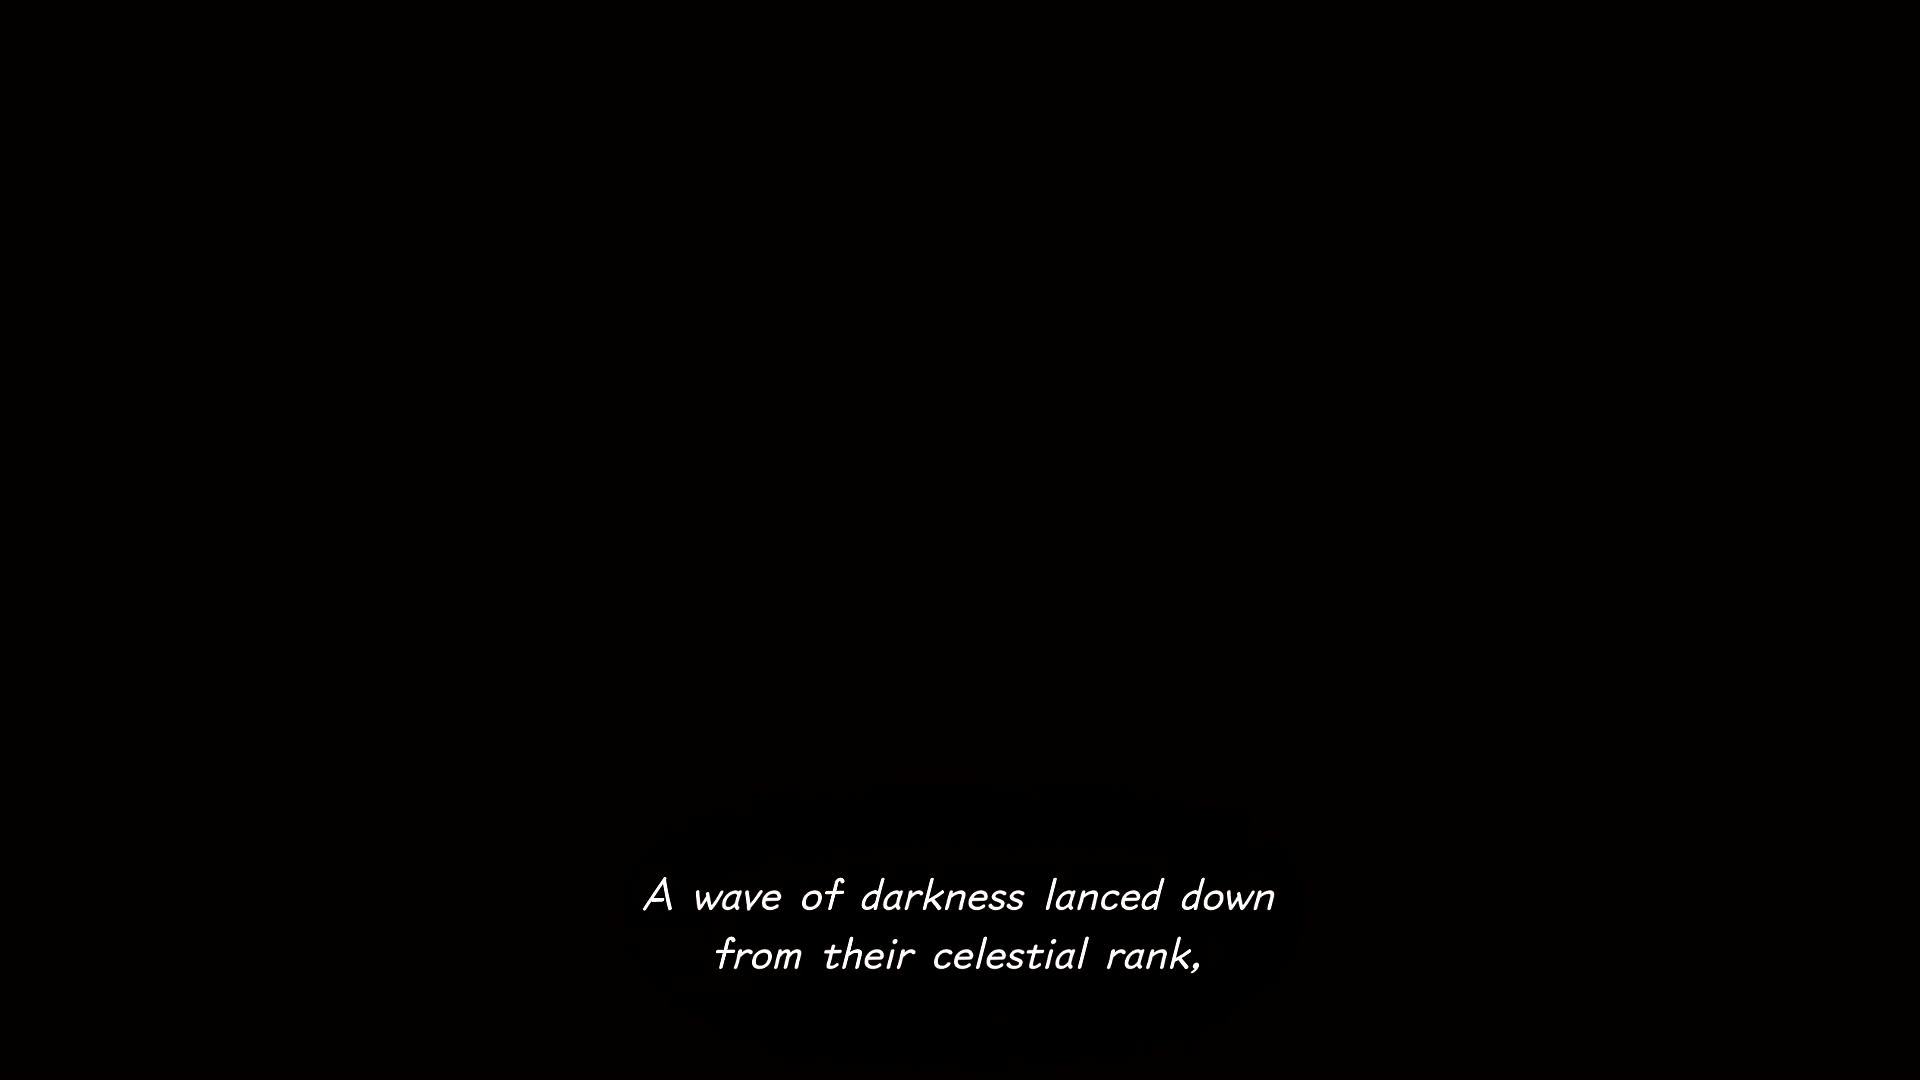 A wave of darkness lanced down
from their celestial rank,